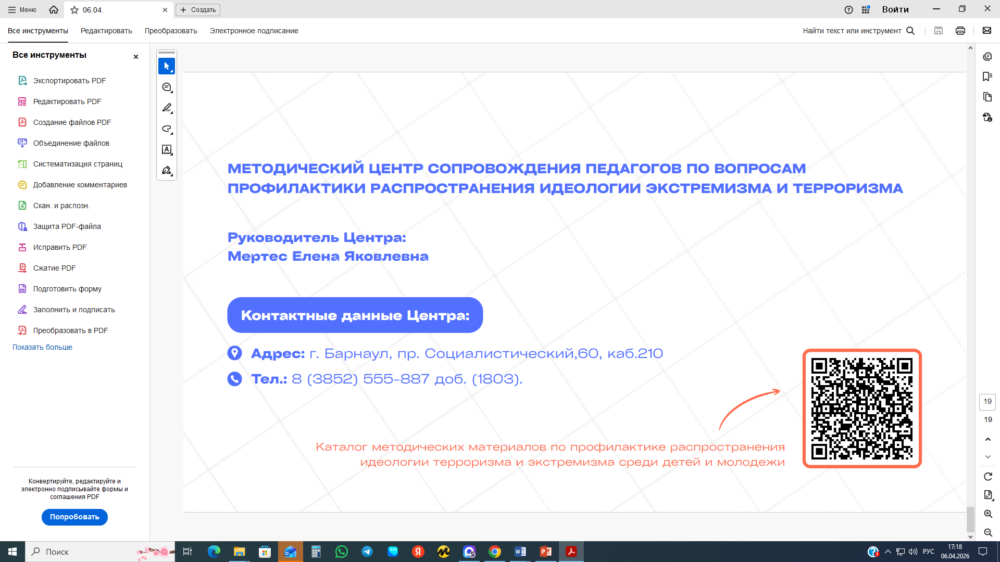 Меню
06.04.
Создать
Войти
Все инструменты
Редактировать
Преобразовать
Электронное подписание
Найти текст или инструмент
Все инструменты
Экспортировать PDF
Редактировать PDF
Создание файлов PDF
Объединение файлов
Систематизация страниц
Добавление комментариев
Скан. и распозн.
Защита PDF-файла
Исправить PDF
Сжатие PDF
Подготовить форму
Заполнить и подписать
Преобразовать в PDF
Показать больше
Конвертируйте, редактируйте и
электронно подписывайте формы и
соглашения PDF
Попробовать
МЕТОДИЧЕСКИЙ ЦЕНТР СОПРОВОЖДЕНИЯ ПЕДАГОГОВ ПО ВОПРОСАМ
ПРОФИЛАКТИКИ РАСПРОСТРАНЕНИЯ ИДЕОЛОГИИ ЭКСТРЕМИЗМА И ТЕРРОРИЗМА
Руководитель Центра:
Мертес Елена Яковлевна
Контактные данные Центра:
Адрес: г. Барнаул, пр. Социалистический,60, каб.210
Тел.: 8 (3852) 555-887 доб. (1803).
Каталог методических материалов по профилактике распространения
идеологии терроризма и экстремизма среди детей и молодежи
19
19
Поиск
5
РУС
17:18
06.04.2026